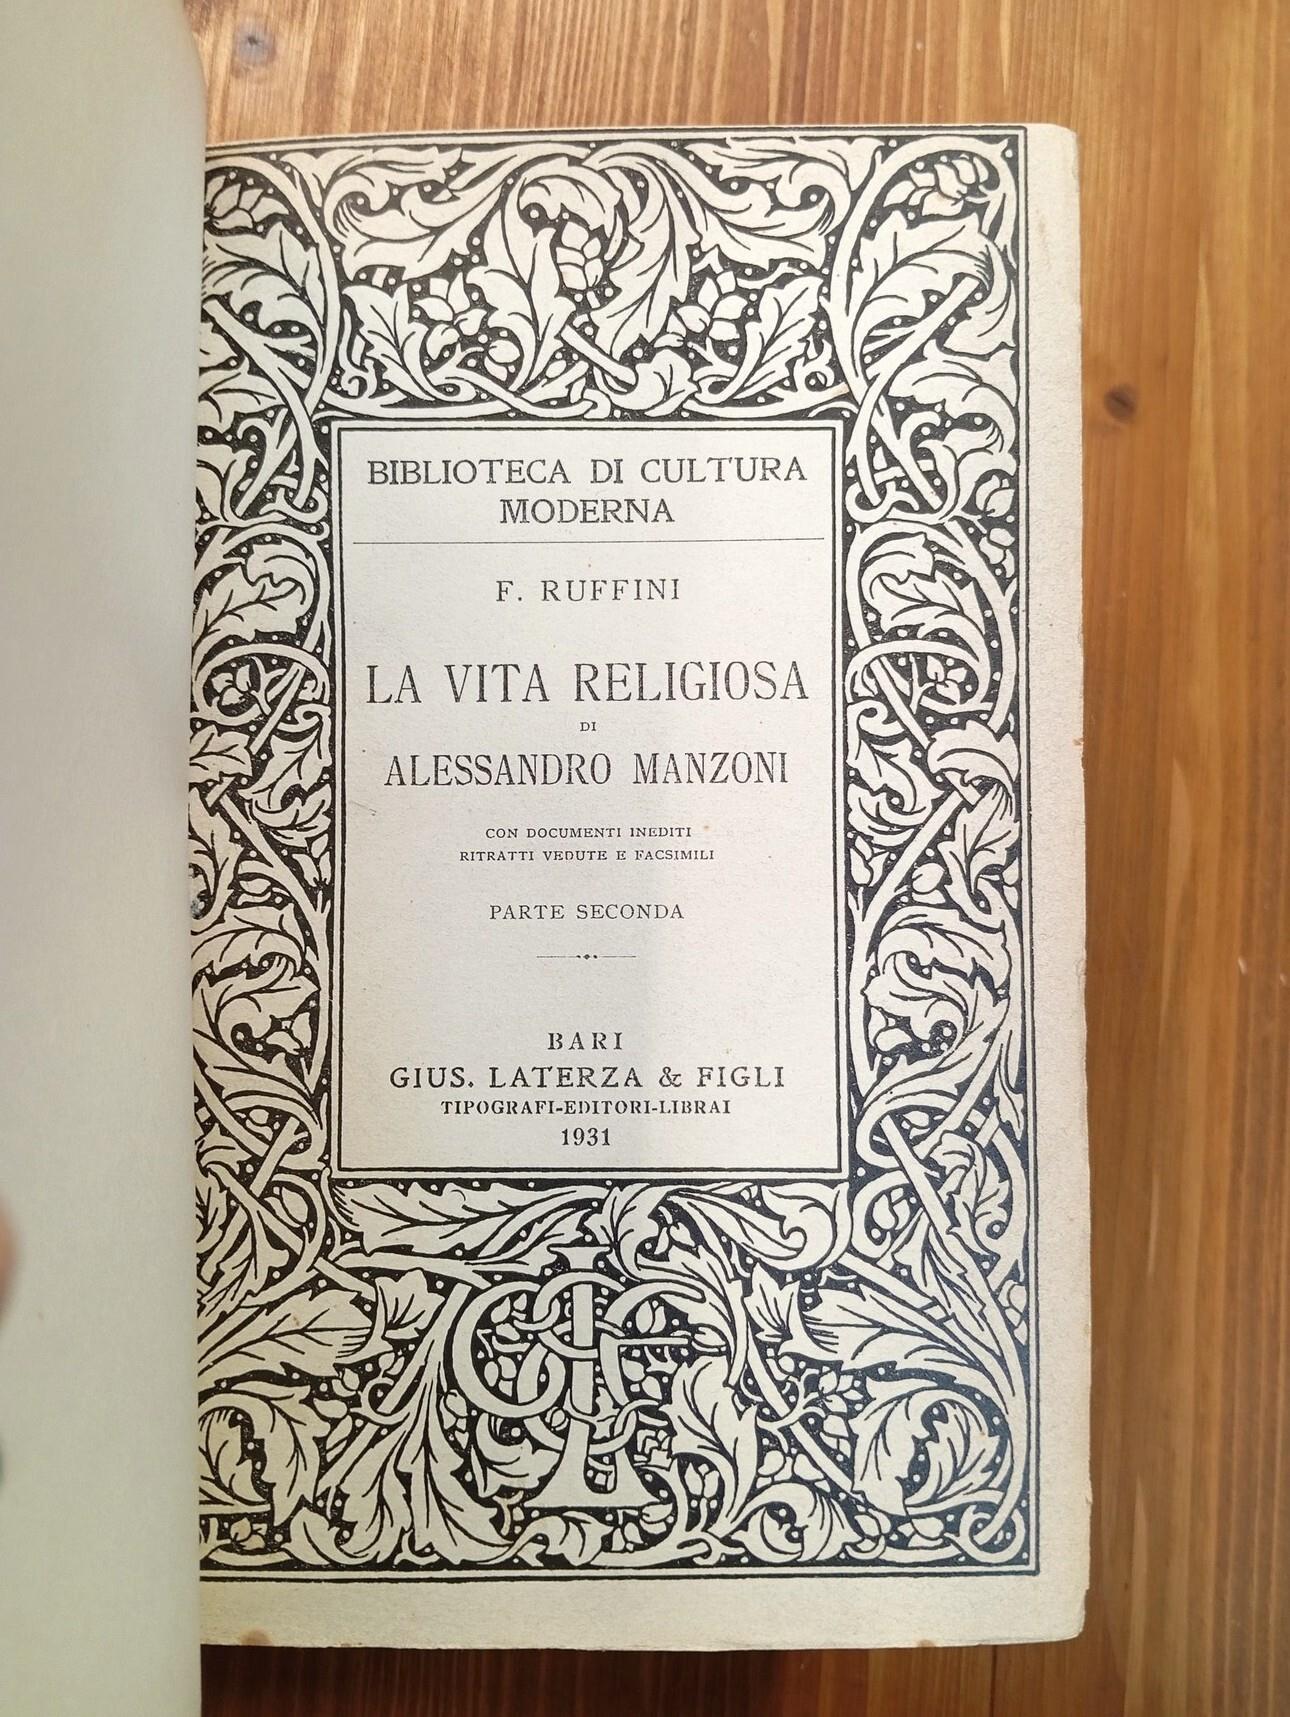 BIBLIOTECA DI CULTURA
MODERNA
F. RUFFINI
LA VITA RELIGIOSA
DI
ALESSANDRO MANZONI
CON DOCUMENTI INEDITI
RITRATTI VEDUTE E FACSIMILI
PARTE SECONDA
BARI
GIUS. LATERZA & FIGLI
TIPOGRAFI-EDITORI-LIBRAI
1931